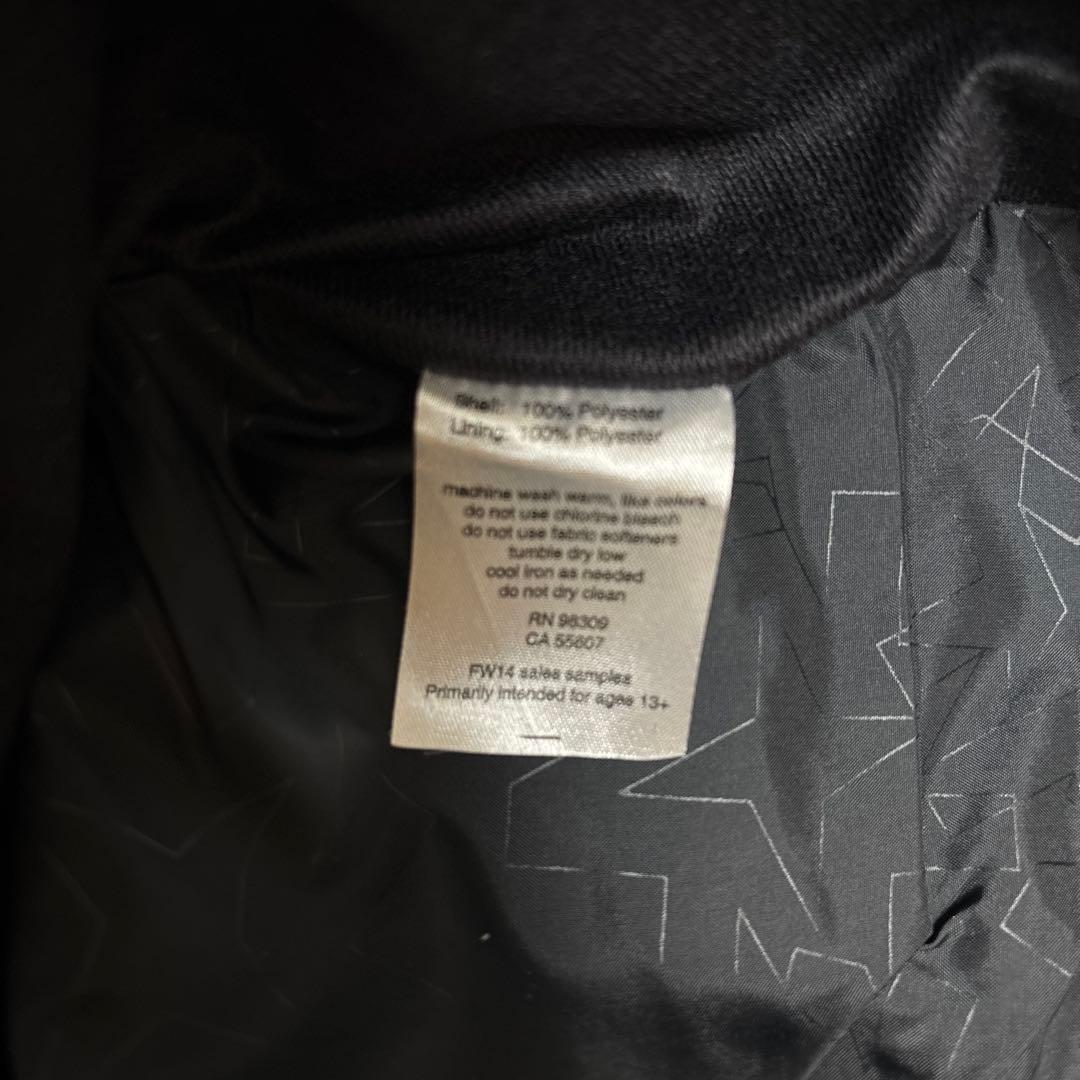 Shell: 100% Polyester
Lining: 100% Polyester
machine wash warm, like colors
do not use chlorine bleach
do not use fabric softeners
tumble dry low
cool iron as needed
do not dry clean
RN 98309
CA 55607
FW14 sales samples
Primarily intended for ages 13+